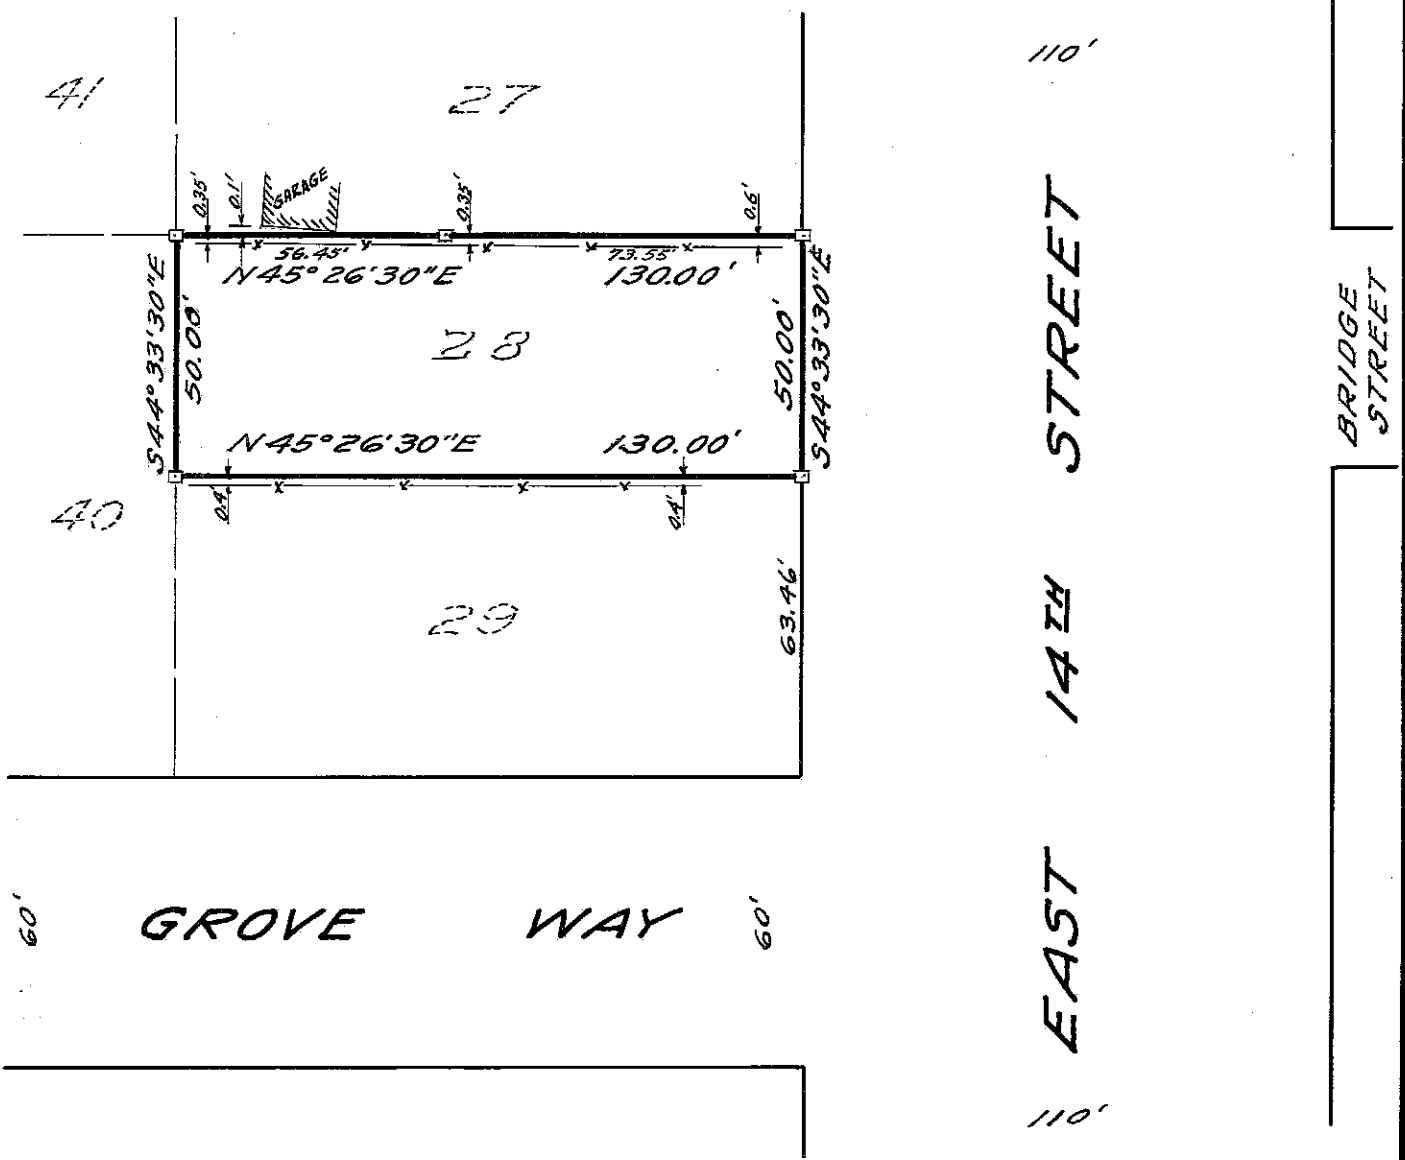 110'
41
27
GARAGE
0.35'
0.1'
0.35'
0.6'
56.45'
73.55'
N45°26'30"E
130.00'
S44°33'30"E
50.00'
28
50.00'
S44°33'30"E
N45°26'30"E
130.00'
0.4'
0.4'
40
29
63.46'
EAST 14TH STREET
BRIDGE
STREET
60'
GROVE WAY
60'
110'